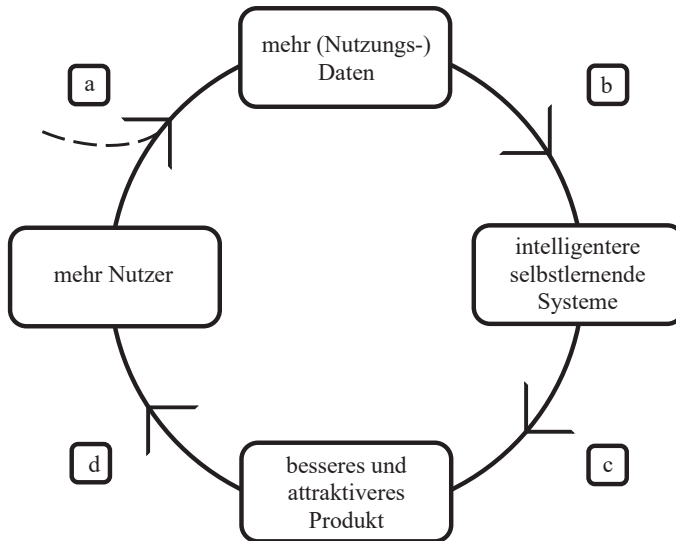 mehr (Nutzungs-)
Daten
a
b
mehr Nutzer
intelligentere
selbstlernende
Systeme
d
besseres und
attraktiveres
Produkt
c